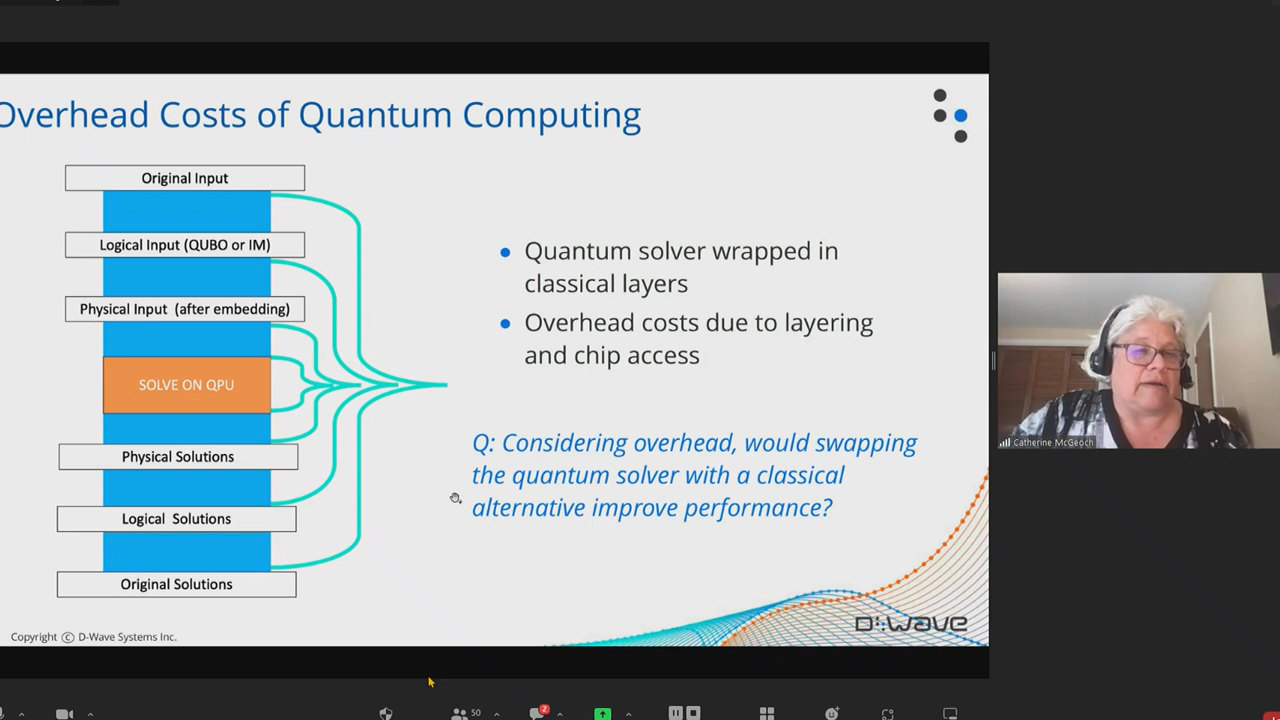 Overhead Costs of Quantum Computing
Original Input
Logical Input (QUBO or IM)
Physical Input (after embedding)
SOLVE ON QPU
Physical Solutions
Logical Solutions
Original Solutions
Quantum solver wrapped in
classical layers
Overhead costs due to layering
and chip access
Q: Considering overhead, would swapping
the quantum solver with a classical
alternative improve performance?
Copyright © D-Wave Systems Inc.
D:wave
Catherine McGeoch
50
2